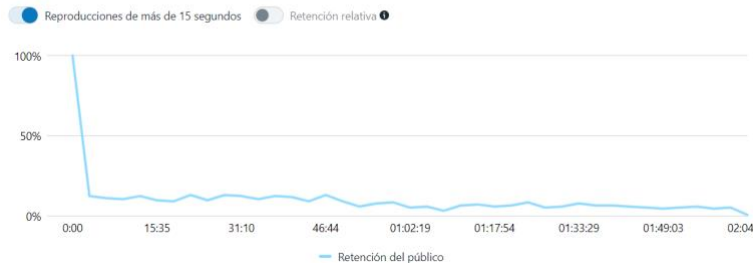 Reproducciones de más de 15 segundos Retención relativa
100%
50%
0%
0:00 15:35 31:10 46:44 01:02:19 01:17:54 01:33:29 01:49:03 02:04
Retención del público